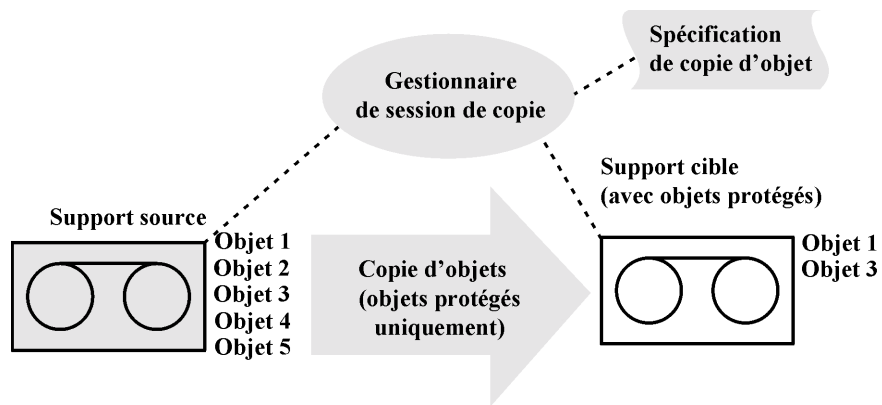 Spécification
de copie d’objet
Gestionnaire
de session de copie
Support cible
(avec objets protégés)
Support source
Objet 1
Objet 2
Objet 3
Objet 4
Objet 5
Copie d’objets
(objets protégés
uniquement)
Objet 1
Objet 3